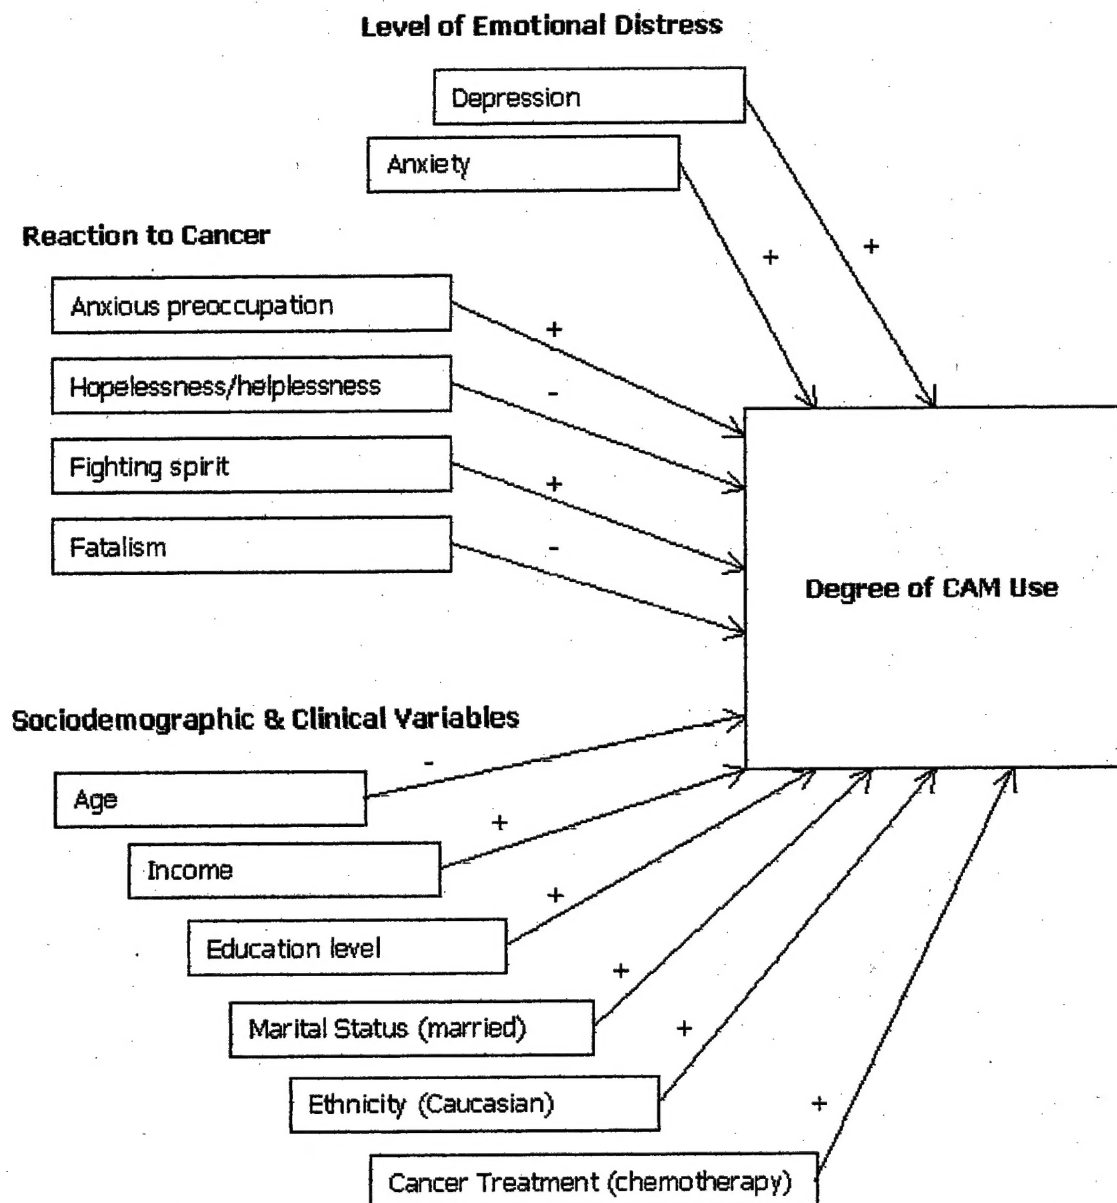 Level of Emotional Distress
Depression
Anxiety
+
+
Reaction to Cancer
Anxious preoccupation
+
Hopelessness/helplessness
-
Fighting spirit
+
Fatalism
-
Degree of CAM Use
Sociodemographic & Clinical Variables
Age
-
Income
+
Education level
+
Marital Status (married)
+
Ethnicity (Caucasian)
+
Cancer Treatment (chemotherapy)
+